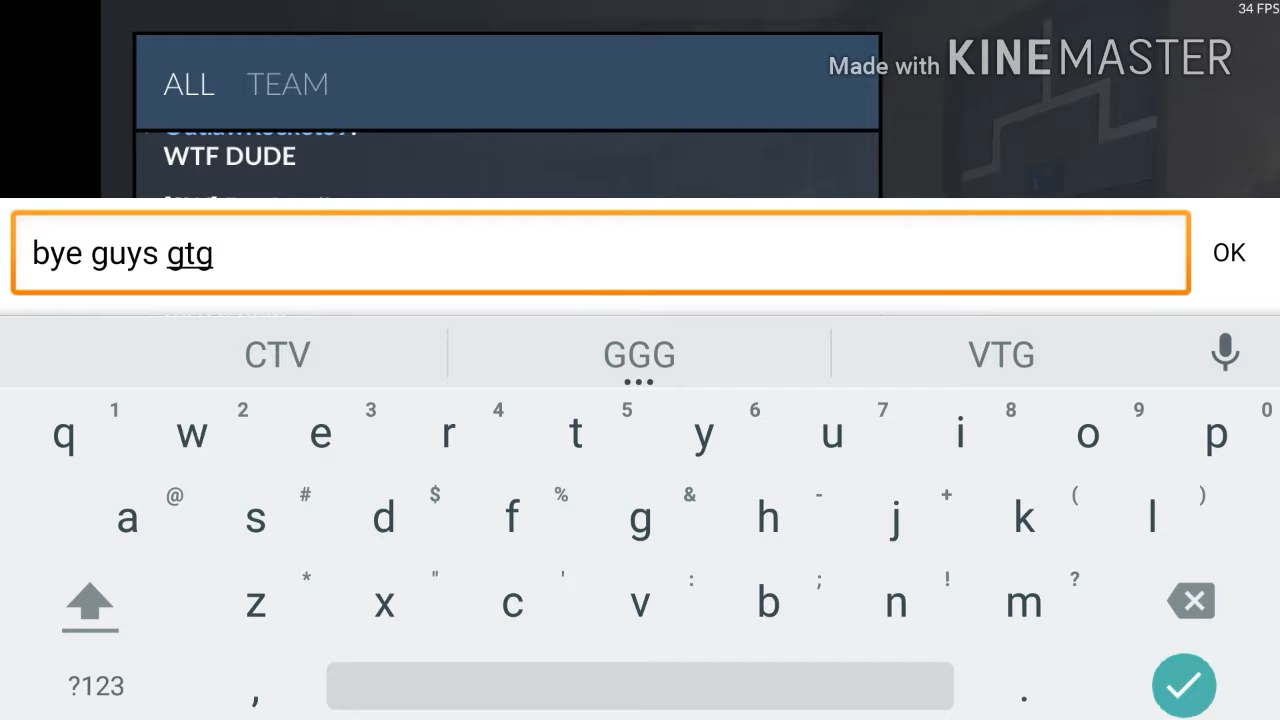 34 FPS
Made with KINEMASTER
ALL TEAM
WTF DUDE
bye guys gtg
OK
CTV GGG VTG
1 2 3 4 5 6 7 8 9 0
q w e r t y u i o p
@ # $ % & - + ( )
a s d f g h j k l
* " ' : ; ! ?
z x c v b n m
?123 , .